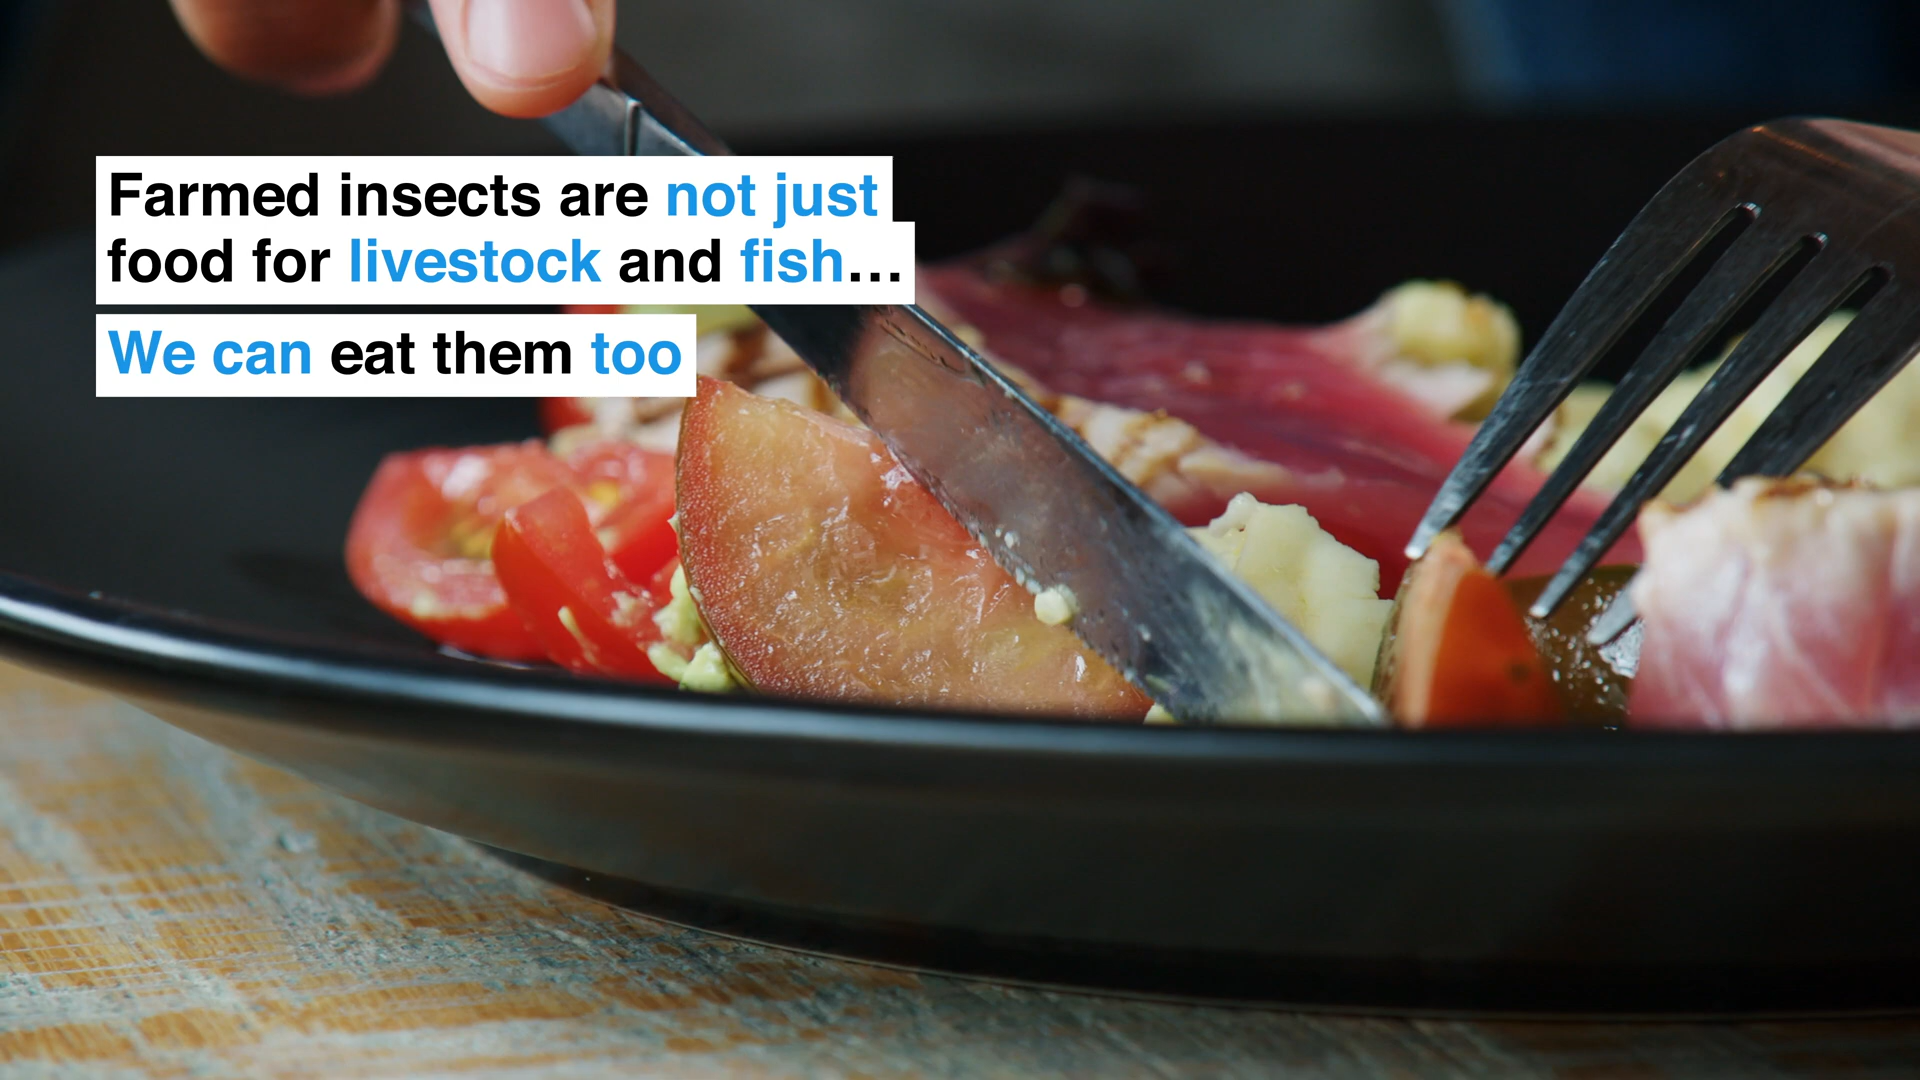 Farmed insects are not just
food for livestock and fish…
We can eat them too